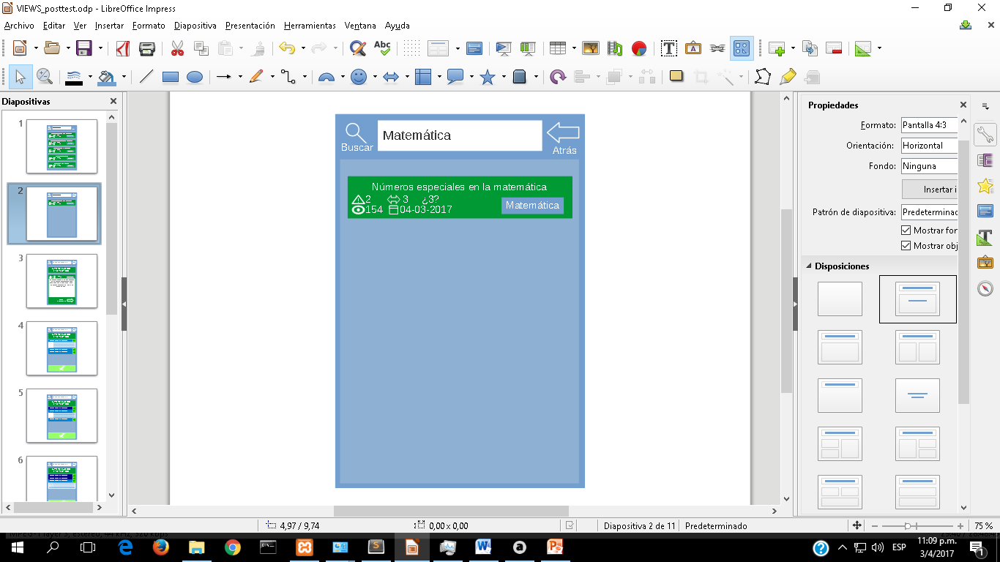 VIEWS_posttest.odp - LibreOffice Impress
Archivo Editar Ver Insertar Formato Diapositiva Presentación Herramientas Ventana Ayuda
Abc
T
A
Diapositivas
1
2
3
4
5
6
Buscar
Matemática
Atrás
Números especiales en la matemática
2 3 ¿3?
154 04-03-2017
Matemática
Propiedades
Formato: Pantalla 4:3
Orientación: Horizontal
Fondo: Ninguna
Insertar i
Patrón de diapositiva: Predeterminad
Mostrar for
Mostrar obj
Disposiciones
4,97 / 9,74
0,00 x 0,00
Diapositiva 2 de 11
Predeterminado
75 %
ESP
11:09 p.m.
3/4/2017
1